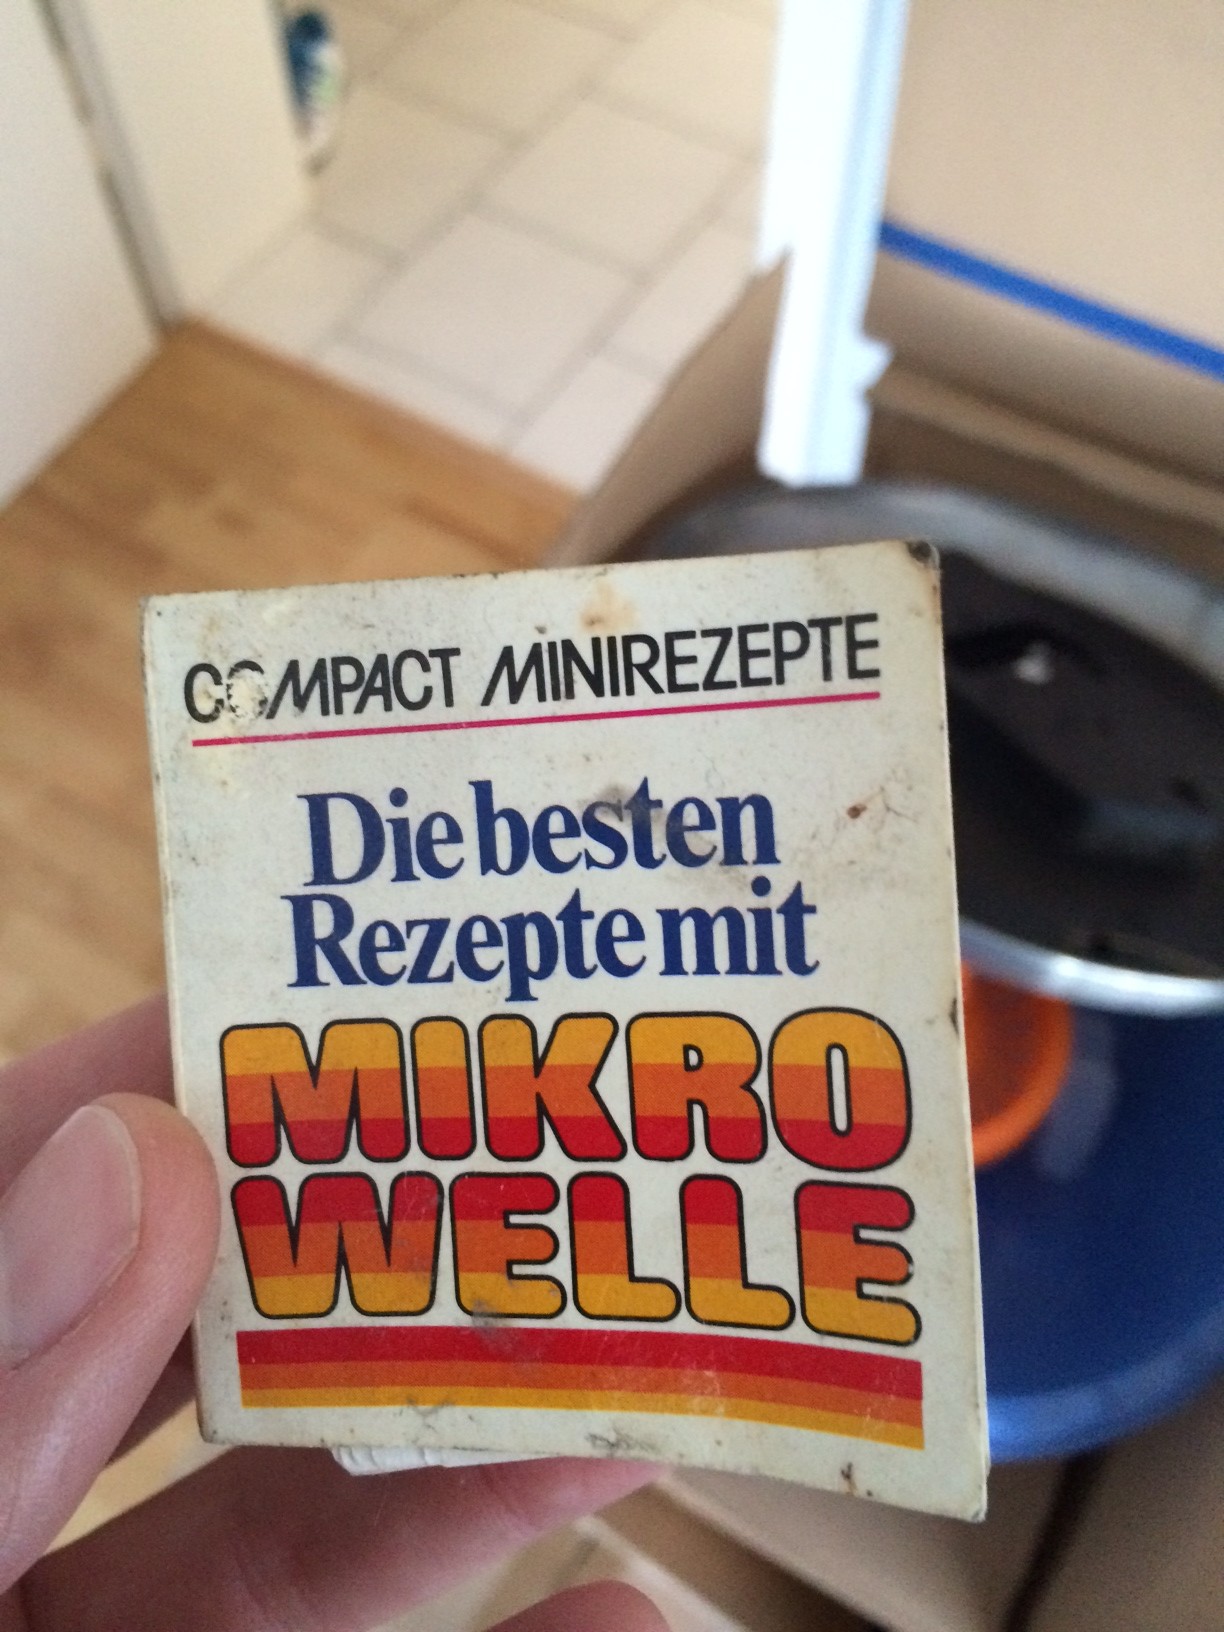 COMPACT MINIREZEPTE
Die besten
Rezepte mit
MIKRO
WELLE